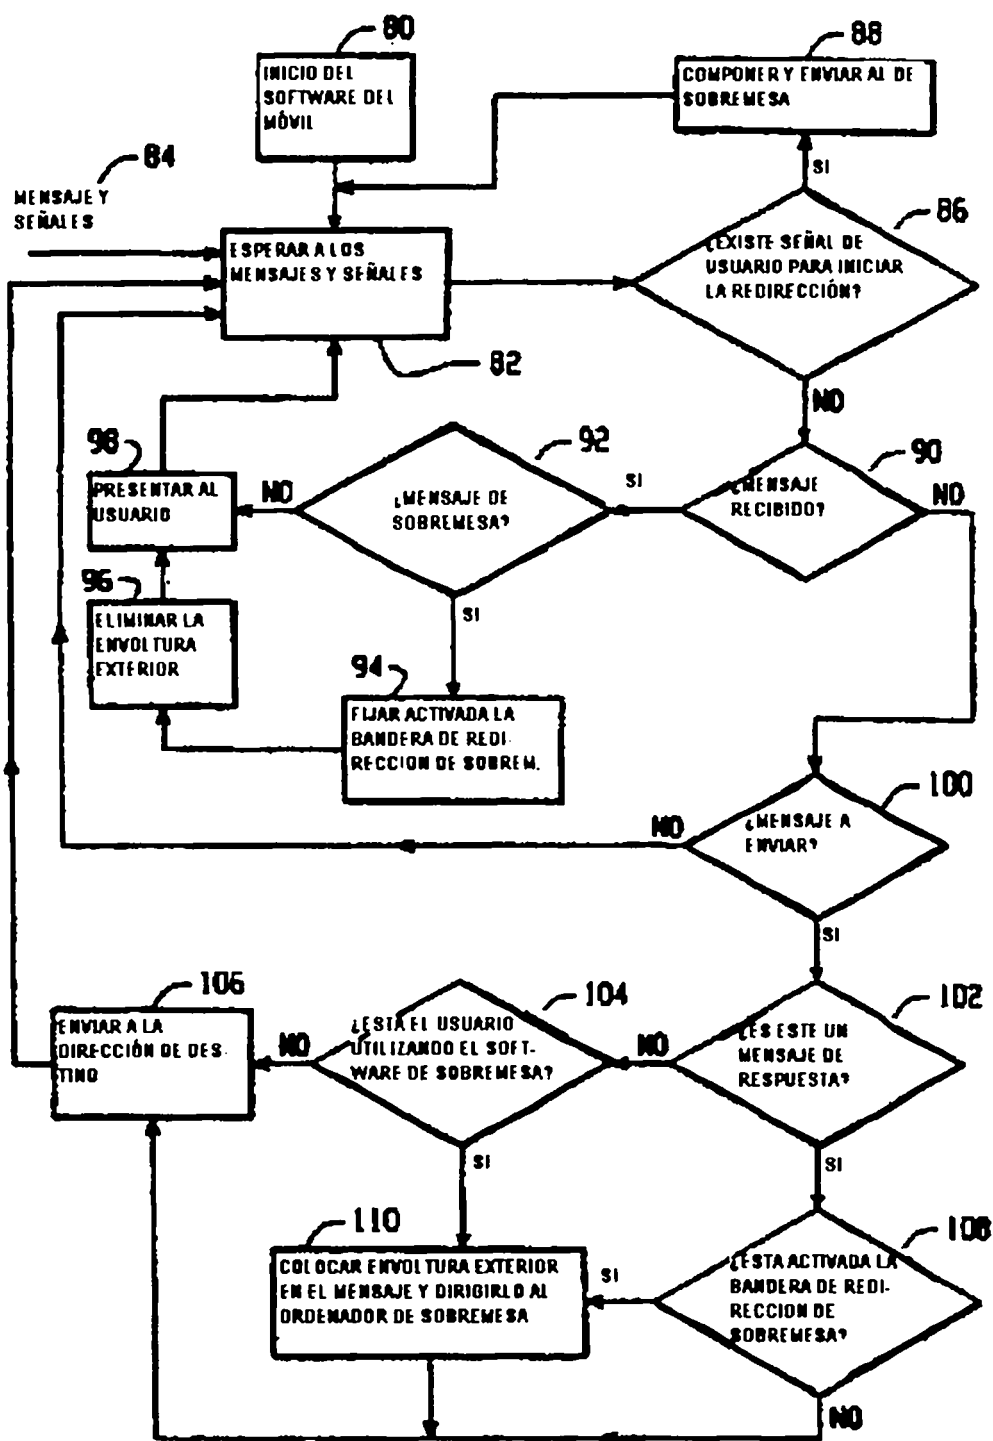 80
INICIO DEL
SOFTWARE DEL
MÓVIL
88
COMPONER Y ENVIAR AL DE
SOBREMESA
SI
84
MENSAJE Y
SEÑALES
86
¿EXISTE SEÑAL DE
USUARIO PARA INICIAR
LA REDIRECCIÓN?
ESPERAR A LOS
MENSAJES Y SEÑALES
82
NO
98
PRESENTAR AL
USUARIO
NO
92
¿MENSAJE DE
SOBREMESA?
SI
90
¿MENSAJE
RECIBIDO?
NO
96
ELIMINAR LA
ENVOLTURA
EXTERIOR
SI
94
FIJAR ACTIVADA LA
BANDERA DE REDI-
RECCION DE SOBREM.
100
¿MENSAJE A
ENVIAR?
NO
SI
106
ENVIAR A LA
DIRECCIÓN DE DES-
TINO
NO
104
¿ESTA EL USUARIO
UTILIZANDO EL SOFT-
WARE DE SOBREMESA?
NO
102
¿ES ESTE UN
MENSAJE DE
RESPUESTA?
SI
SI
110
COLOCAR ENVOLTURA EXTERIOR
EN EL MENSAJE Y DIRIGIRLO AL
ORDENADOR DE SOBREMESA
SI
108
¿ESTA ACTIVADA LA
BANDERA DE REDI-
RECCION DE
SOBREMESA?
NO